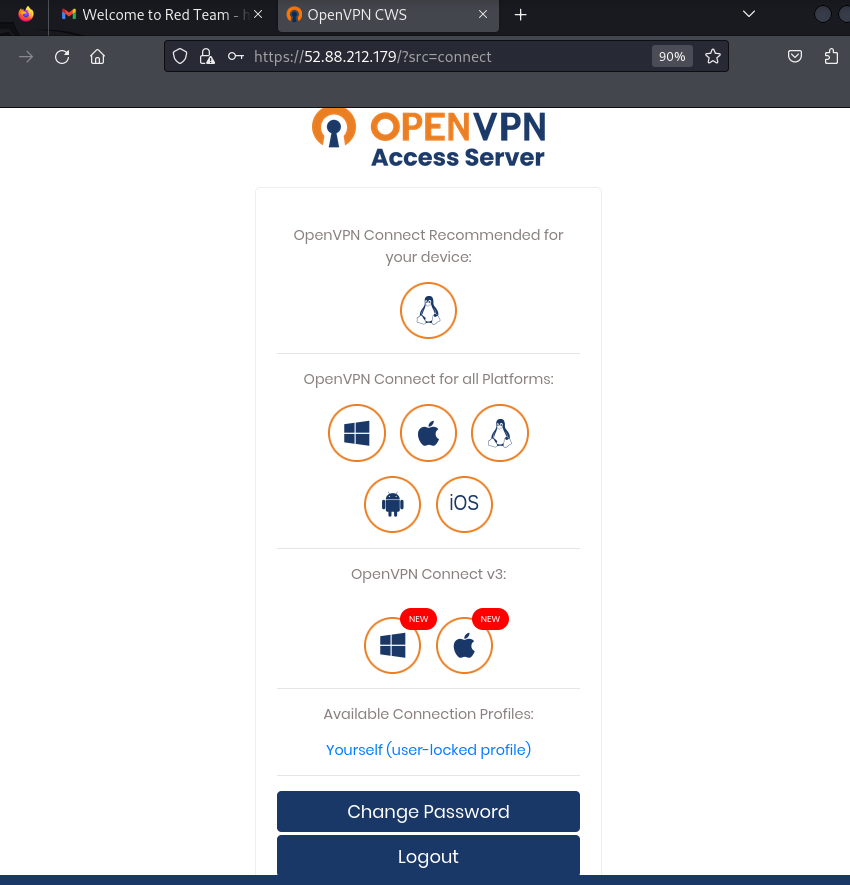 Welcome to Red Team - h
OpenVPN CWS
https://52.88.212.179/?src=connect
90%
OPENVPN
Access Server
OpenVPN Connect Recommended for
your device:
OpenVPN Connect for all Platforms:
iOS
OpenVPN Connect v3:
NEW NEW
Available Connection Profiles:
Yourself (user-locked profile)
Change Password
Logout